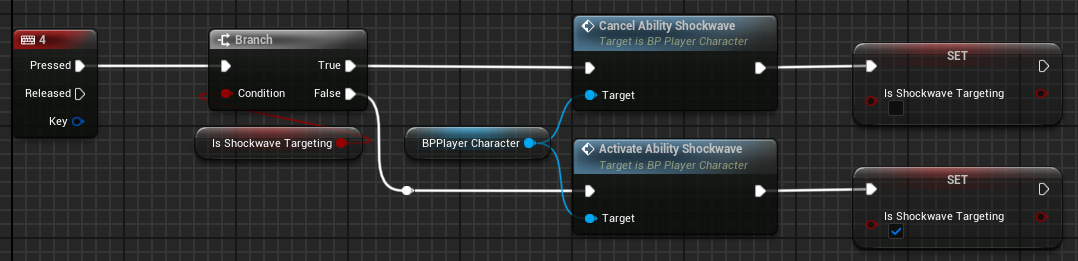 4
Pressed
Released
Key
Branch
True
Condition
False
Is Shockwave Targeting
BPPlayer Character
Cancel Ability Shockwave
Target is BP Player Character
Target
SET
Is Shockwave Targeting
Activate Ability Shockwave
Target is BP Player Character
Target
SET
Is Shockwave Targeting